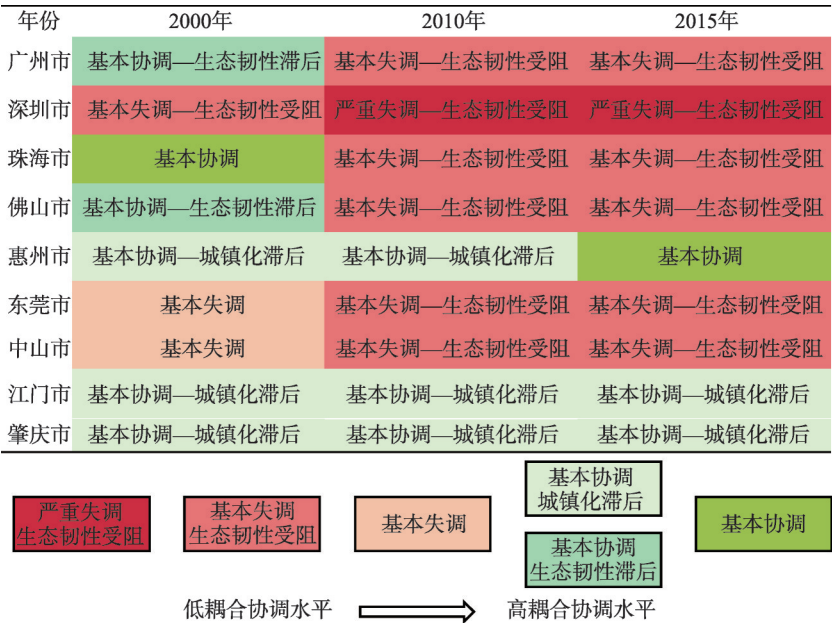 年份 2000年 2010年 2015年
广州市 基本协调—生态韧性滞后 基本失调—生态韧性受阻 基本失调—生态韧性受阻
深圳市 基本失调—生态韧性受阻 严重失调—生态韧性受阻 严重失调—生态韧性受阻
珠海市 基本协调 基本失调—生态韧性受阻 基本失调—生态韧性受阻
佛山市 基本协调—生态韧性滞后 基本失调—生态韧性受阻 基本失调—生态韧性受阻
惠州市 基本协调—城镇化滞后 基本协调—城镇化滞后 基本协调
东莞市 基本失调 基本失调—生态韧性受阻 基本失调—生态韧性受阻
中山市 基本失调 基本失调—生态韧性受阻 基本失调—生态韧性受阻
江门市 基本协调—城镇化滞后 基本协调—城镇化滞后 基本协调—城镇化滞后
肇庆市 基本协调—城镇化滞后 基本协调—城镇化滞后 基本协调—城镇化滞后
严重失调
生态韧性受阻
基本失调
生态韧性受阻
基本失调
基本协调
城镇化滞后
基本协调
生态韧性滞后
基本协调
低耦合协调水平 高耦合协调水平